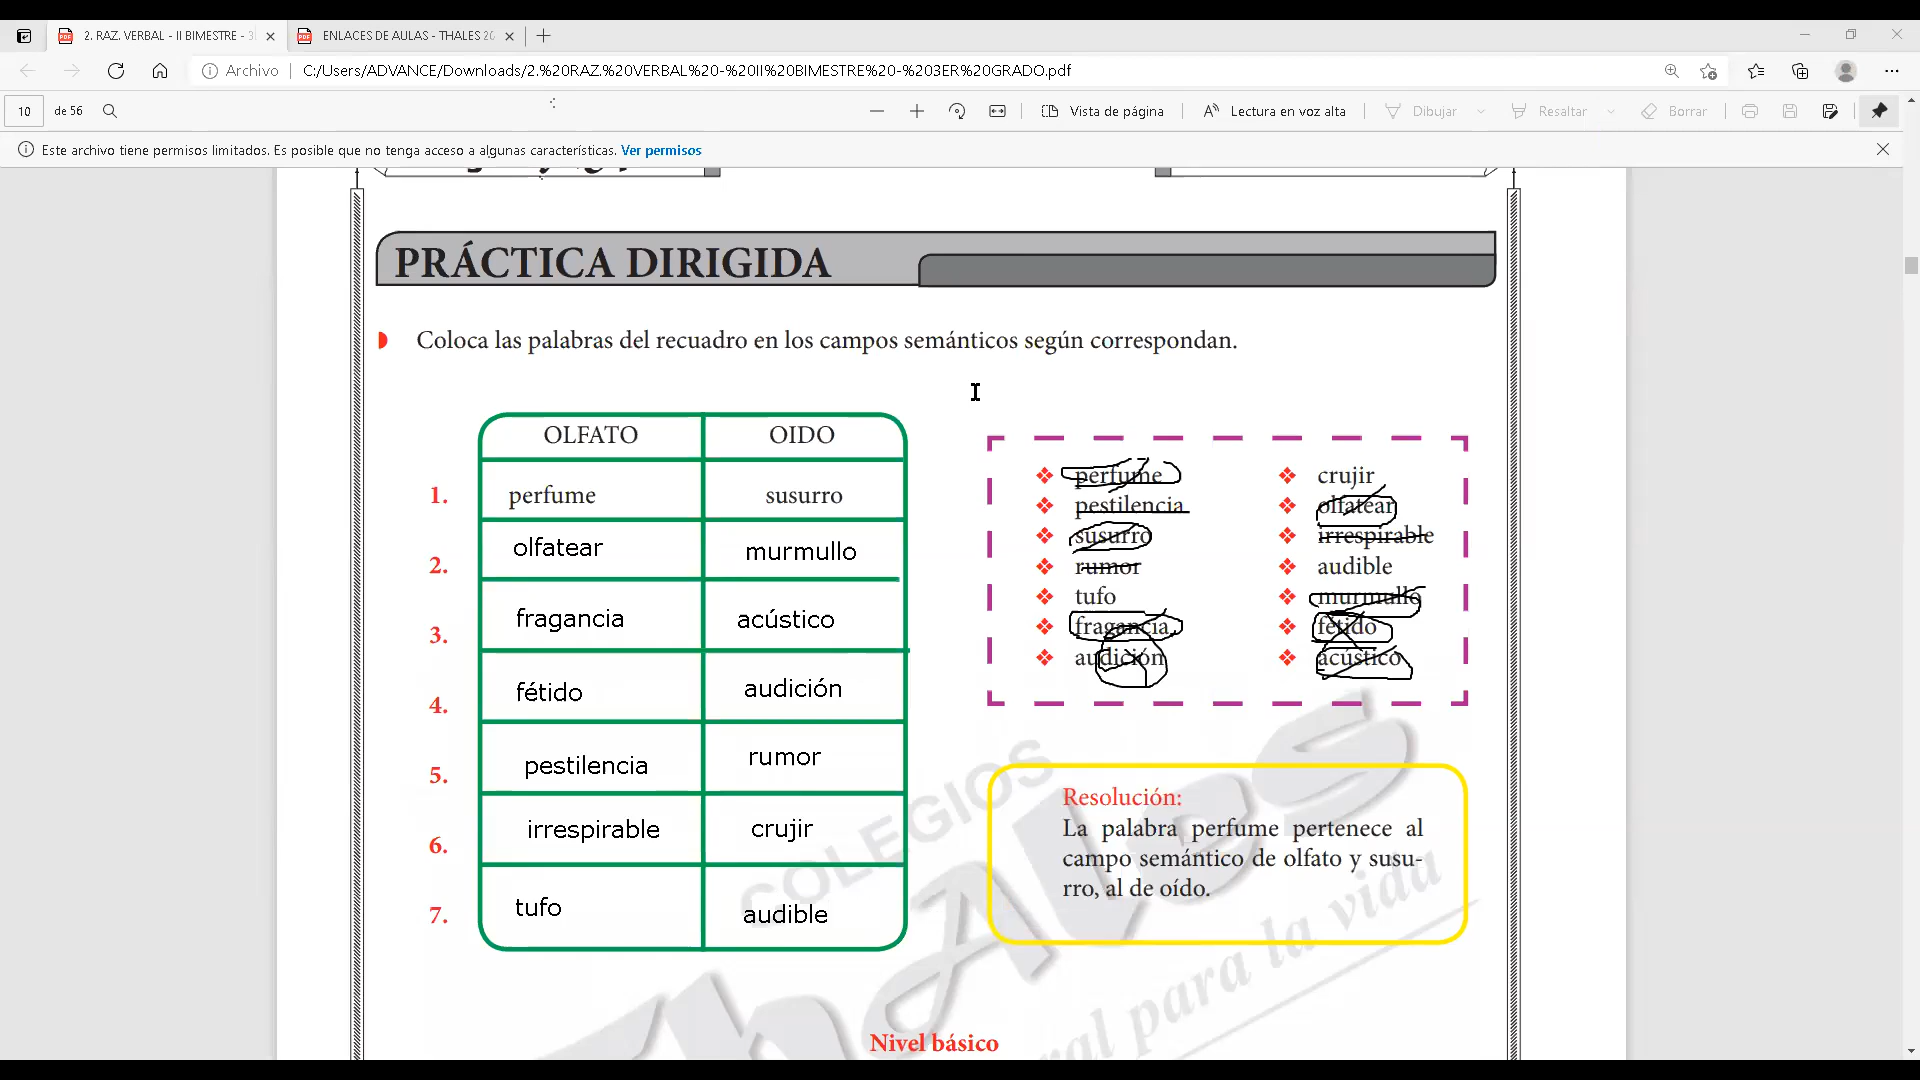 2. RAZ. VERBAL - II BIMESTRE - 3
ENLACES DE AULAS - THALES 20
Archivo
C:/Users/ADVANCE/Downloads/2.%20RAZ.%20VERBAL%20-%20II%20BIMESTRE%20-%203ER%20GRADO.pdf
10 de 56
Vista de página
Lectura en voz alta
Dibujar
Resaltar
Borrar
Este archivo tiene permisos limitados. Es posible que no tenga acceso a algunas características. Ver permisos
PRÁCTICA DIRIGIDA
Coloca las palabras del recuadro en los campos semánticos según correspondan.
OLFATO OIDO
1. perfume susurro
2. olfatear murmullo
3. fragancia acústico
4. fétido audición
5. pestilencia rumor
6. irrespirable crujir
7. tufo audible
perfume crujir
pestilencia olfatear
susurro irrespirable
rumor audible
tufo murmullo
fragancia fétido
audición acústico
Resolución:
La palabra perfume pertenece al
campo semántico de olfato y susu-
rro, al de oído.
COLEGIOS
Thales
ral para la vida
Nivel básico